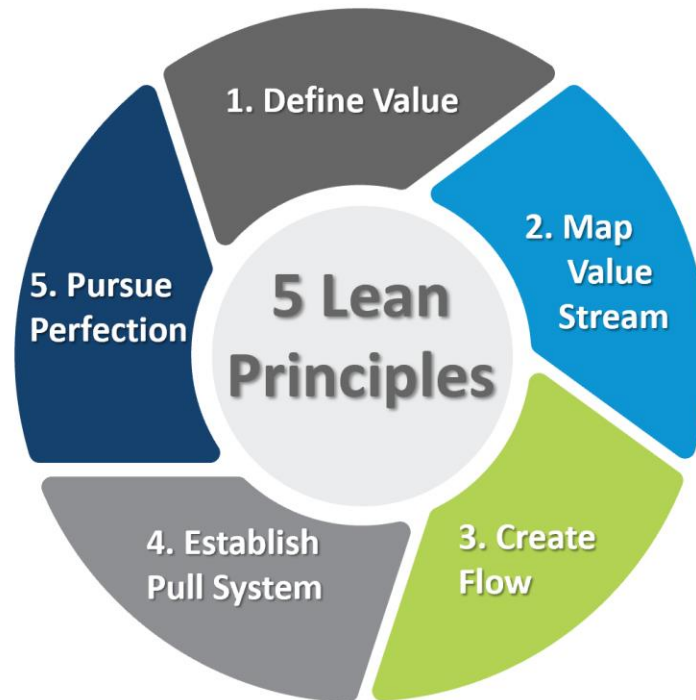 1. Define Value
2. Map
Value
Stream
3. Create
Flow
4. Establish
Pull System
5. Pursue
Perfection
5 Lean
Principles